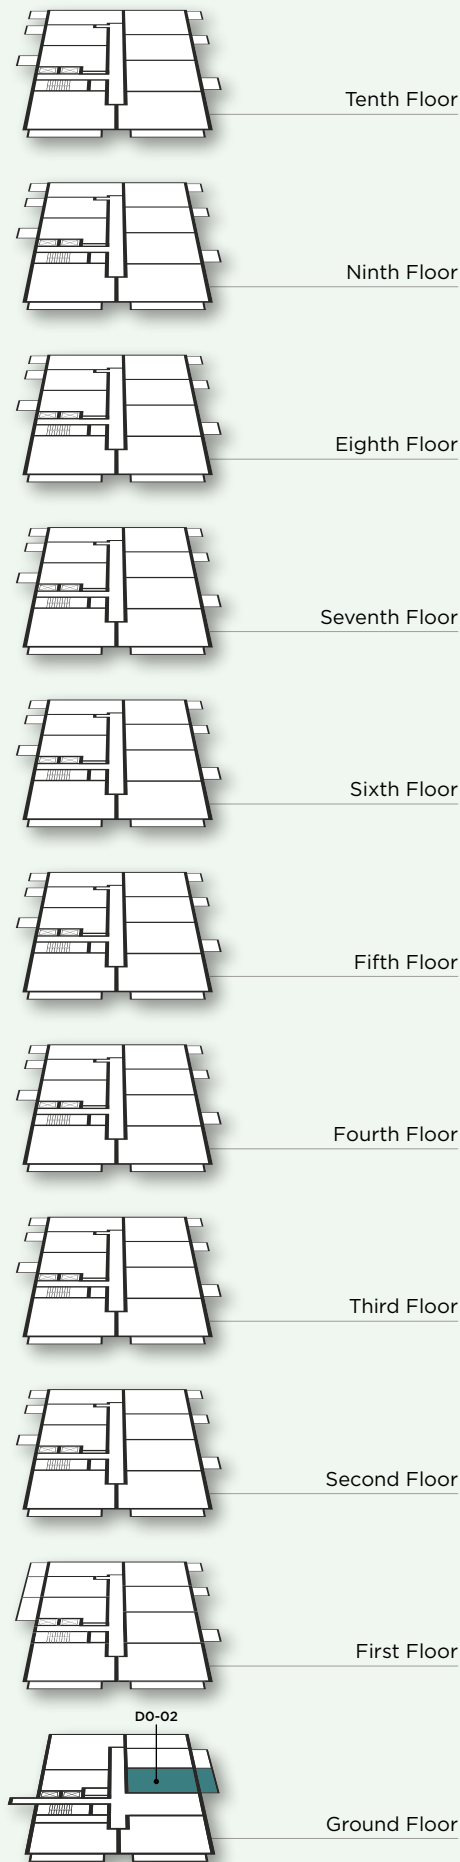 Tenth Floor
Ninth Floor
Eighth Floor
Seventh Floor
Sixth Floor
Fifth Floor
Fourth Floor
Third Floor
Second Floor
First Floor
D0-02
Ground Floor